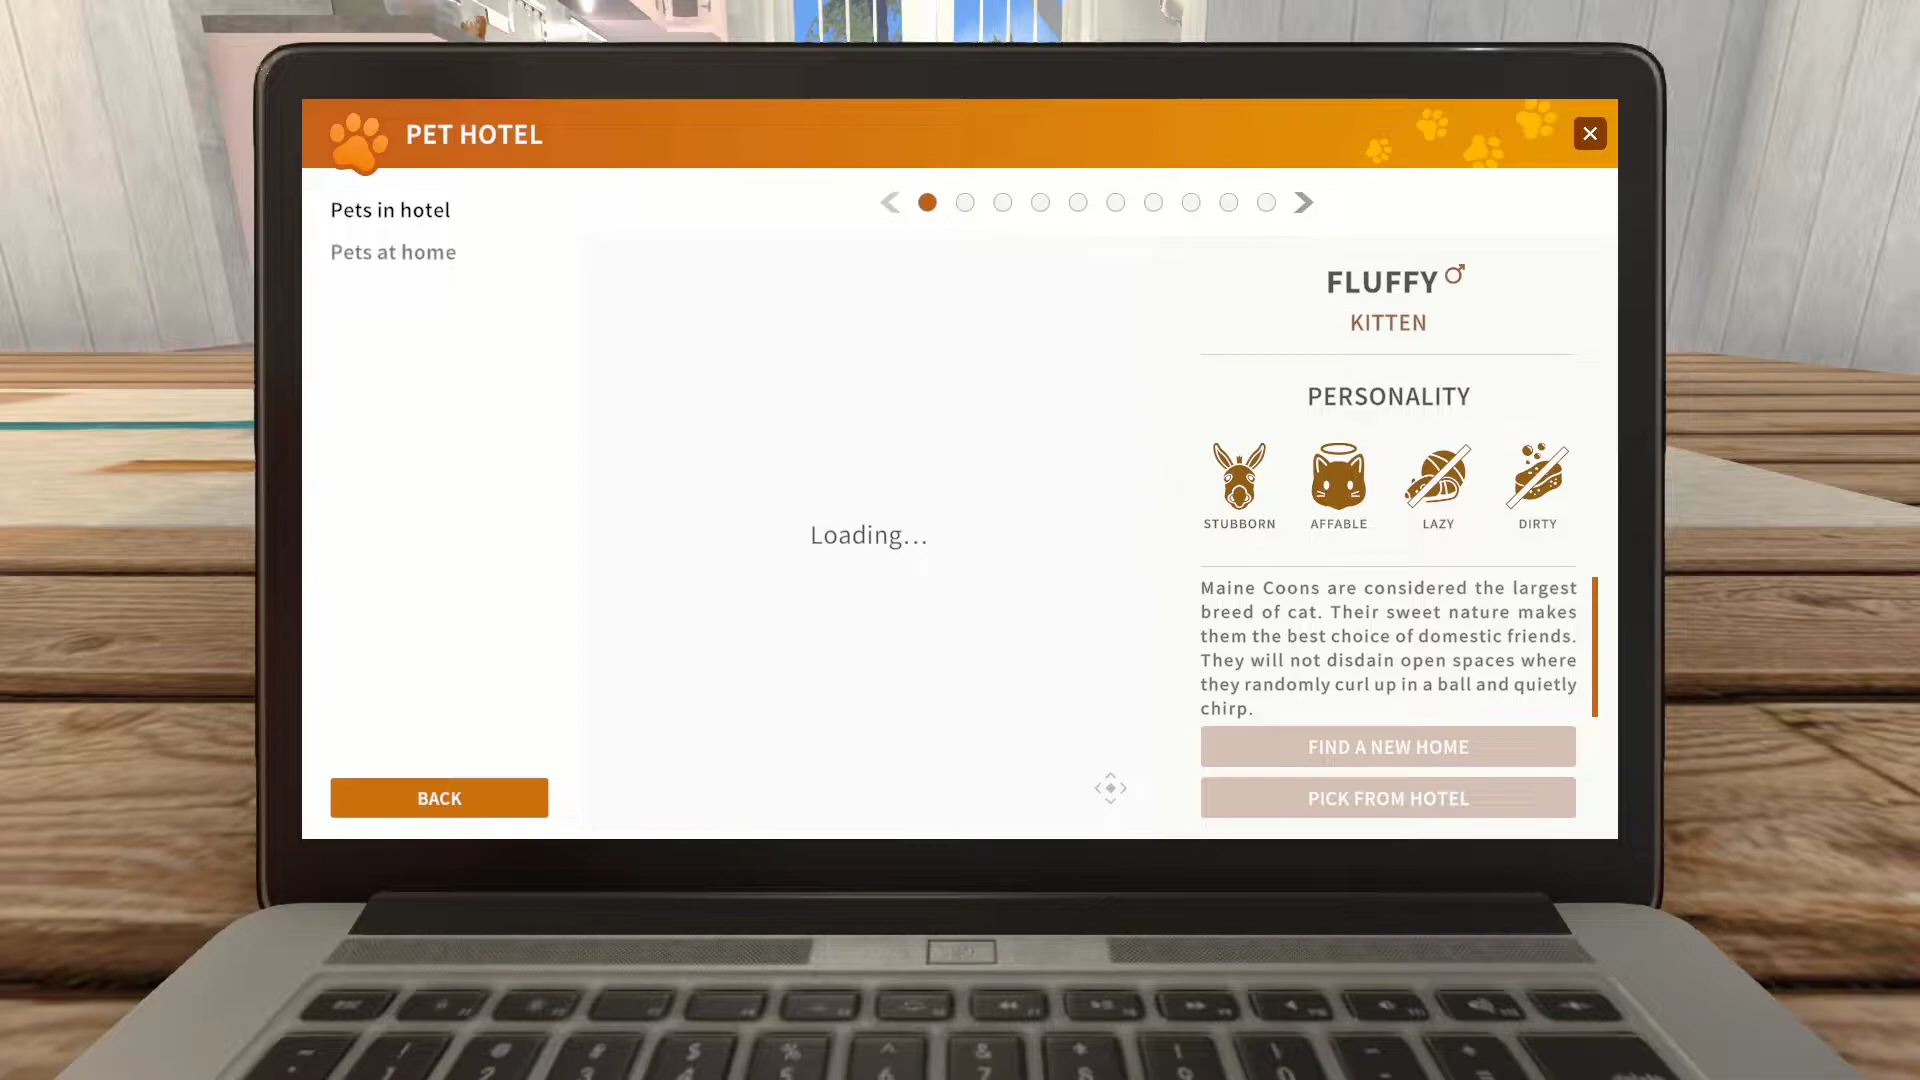 PET HOTEL
Pets in hotel
Pets at home
Loading...
FLUFFY
KITTEN
PERSONALITY
STUBBORN
AFFABLE
LAZY
DIRTY
Maine Coons are considered the largest
breed of cat. Their sweet nature makes
them the best choice of domestic friends.
They will not disdain open spaces where
they randomly curl up in a ball and quietly
chirp.
FIND A NEW HOME
PICK FROM HOTEL
BACK